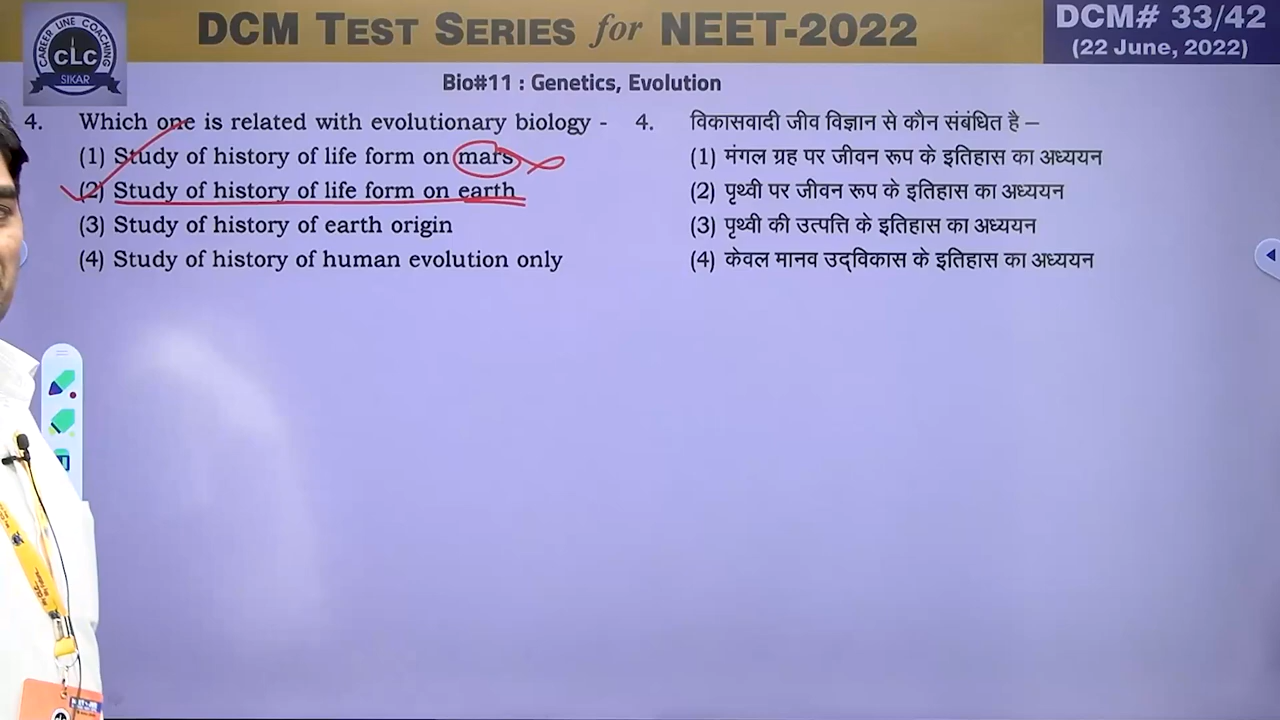 DCM TEST SERIES for NEET-2022
DCM# 33/42
(22 June, 2022)
CAREER LINE COACHING
CLC
SIKAR
Bio#11 : Genetics, Evolution
4. Which one is related with evolutionary biology -
(1) Study of history of life form on mars
(2) Study of history of life form on earth
(3) Study of history of earth origin
(4) Study of history of human evolution only
4. विकासवादी जीव विज्ञान से कौन संबंधित है –
(1) मंगल ग्रह पर जीवन रूप के इतिहास का अध्ययन
(2) पृथ्वी पर जीवन रूप के इतिहास का अध्ययन
(3) पृथ्वी की उत्पत्ति के इतिहास का अध्ययन
(4) केवल मानव उद्विकास के इतिहास का अध्ययन